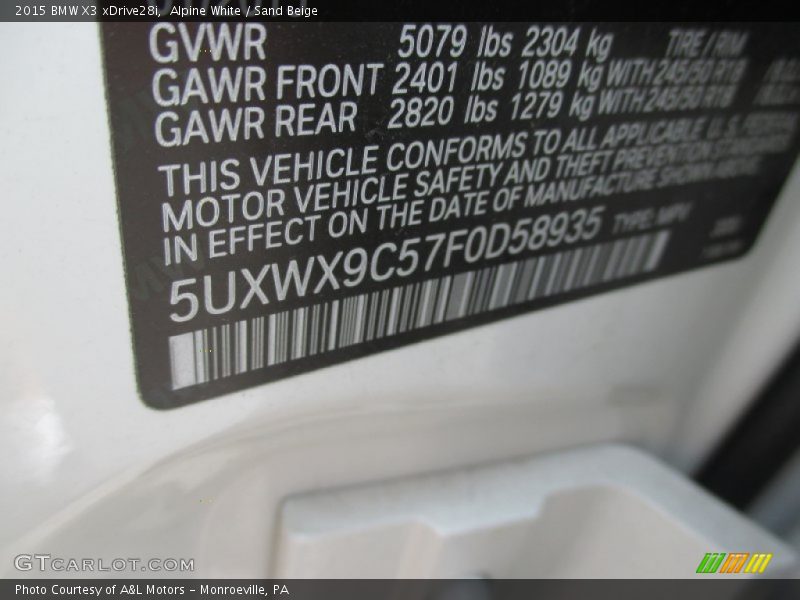 2015 BMW X3 xDrive28i, Alpine White / Sand Beige
GVWR 5079 lbs 2304 kg TIRE / RIM
GAWR FRONT 2401 lbs 1089 kg WITH 245/50 R18
GAWR REAR 2820 lbs 1279 kg WITH 245/50 R18
THIS VEHICLE CONFORMS TO ALL APPLICABLE U.S. FEDERAL
MOTOR VEHICLE SAFETY AND THEFT PREVENTION STANDARDS
IN EFFECT ON THE DATE OF MANUFACTURE SHOWN ABOVE.
5UXWX9C57F0D58935 TYPE: MPV
GTCARLOT.COM
Photo Courtesy of A&L Motors – Monroeville, PA